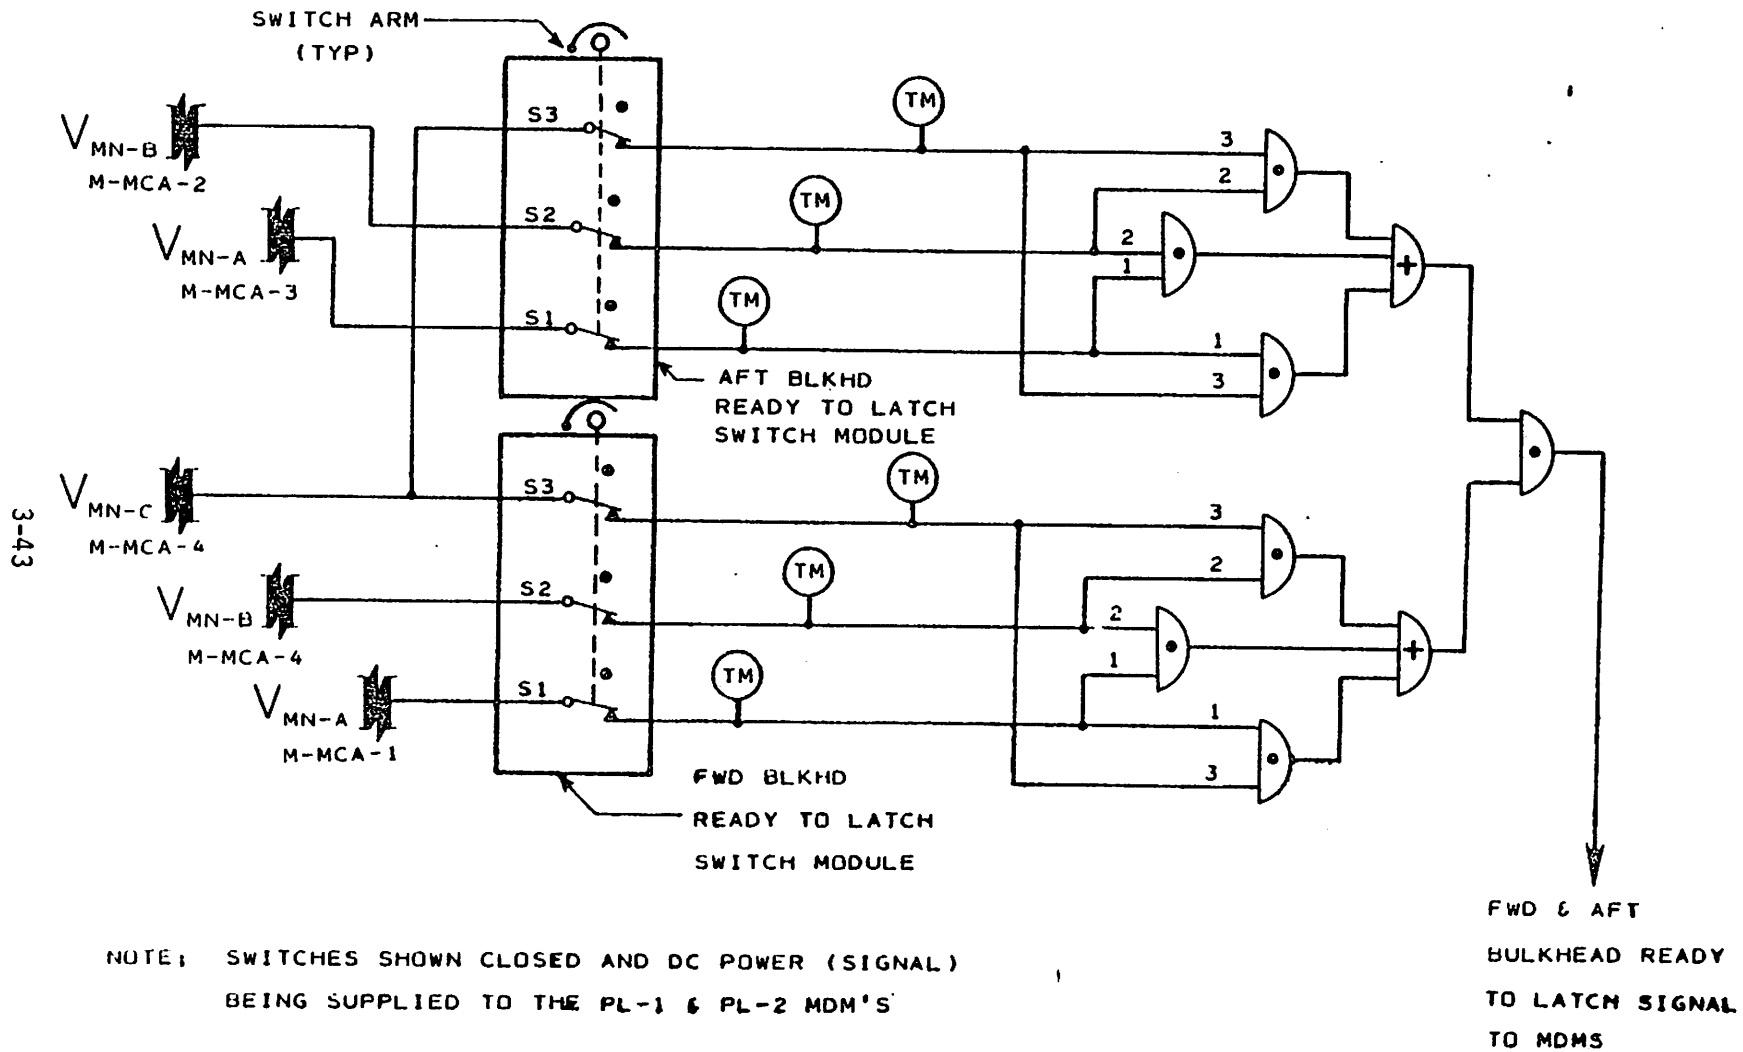 SWITCH ARM
(TYP)
V MN-B
M-MCA-2
V MN-A
M-MCA-3
S3
S2
S1
TM
TM
TM
3
2
2
1
1
3
AFT BLKHD
READY TO LATCH
SWITCH MODULE
V MN-C
M-MCA-4
V MN-B
M-MCA-4
V MN-A
M-MCA-1
S3
S2
S1
TM
TM
TM
3
2
2
1
1
3
+
+
FWD BLKHD
READY TO LATCH
SWITCH MODULE
3-43
FWD & AFT
BULKHEAD READY
TO LATCH SIGNAL
TO MDMS
NOTE: SWITCHES SHOWN CLOSED AND DC POWER (SIGNAL)
BEING SUPPLIED TO THE PL-1 & PL-2 MDM'S